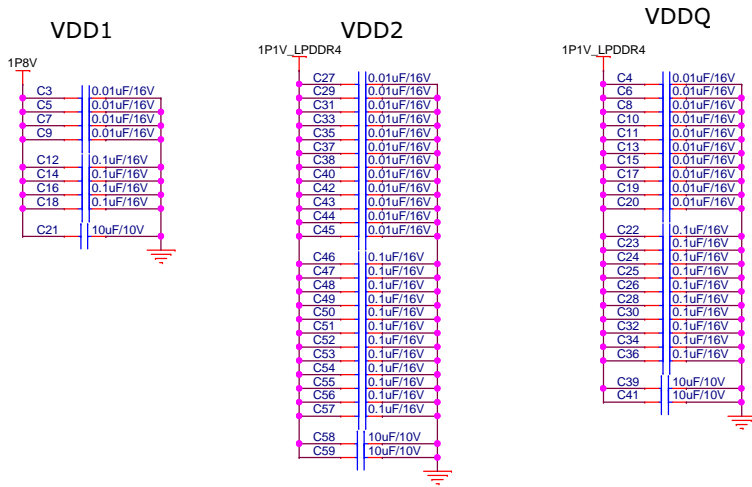 VDD1
1P8V
C3 0.01uF/16V
C5 0.01uF/16V
C7 0.01uF/16V
C9 0.01uF/16V
C12 0.1uF/16V
C14 0.1uF/16V
C16 0.1uF/16V
C18 0.1uF/16V
C21 10uF/10V
VDD2
1P1V_LPDDR4
C27 0.01uF/16V
C29 0.01uF/16V
C31 0.01uF/16V
C33 0.01uF/16V
C35 0.01uF/16V
C37 0.01uF/16V
C38 0.01uF/16V
C40 0.01uF/16V
C42 0.01uF/16V
C43 0.01uF/16V
C44 0.01uF/16V
C45 0.01uF/16V
C46 0.1uF/16V
C47 0.1uF/16V
C48 0.1uF/16V
C49 0.1uF/16V
C50 0.1uF/16V
C51 0.1uF/16V
C52 0.1uF/16V
C53 0.1uF/16V
C54 0.1uF/16V
C55 0.1uF/16V
C56 0.1uF/16V
C57 0.1uF/16V
C58 10uF/10V
C59 10uF/10V
VDDQ
1P1V_LPDDR4
C4 0.01uF/16V
C6 0.01uF/16V
C8 0.01uF/16V
C10 0.01uF/16V
C11 0.01uF/16V
C13 0.01uF/16V
C15 0.01uF/16V
C17 0.01uF/16V
C19 0.01uF/16V
C20 0.01uF/16V
C22 0.1uF/16V
C23 0.1uF/16V
C24 0.1uF/16V
C25 0.1uF/16V
C26 0.1uF/16V
C28 0.1uF/16V
C30 0.1uF/16V
C32 0.1uF/16V
C34 0.1uF/16V
C36 0.1uF/16V
C39 10uF/10V
C41 10uF/10V